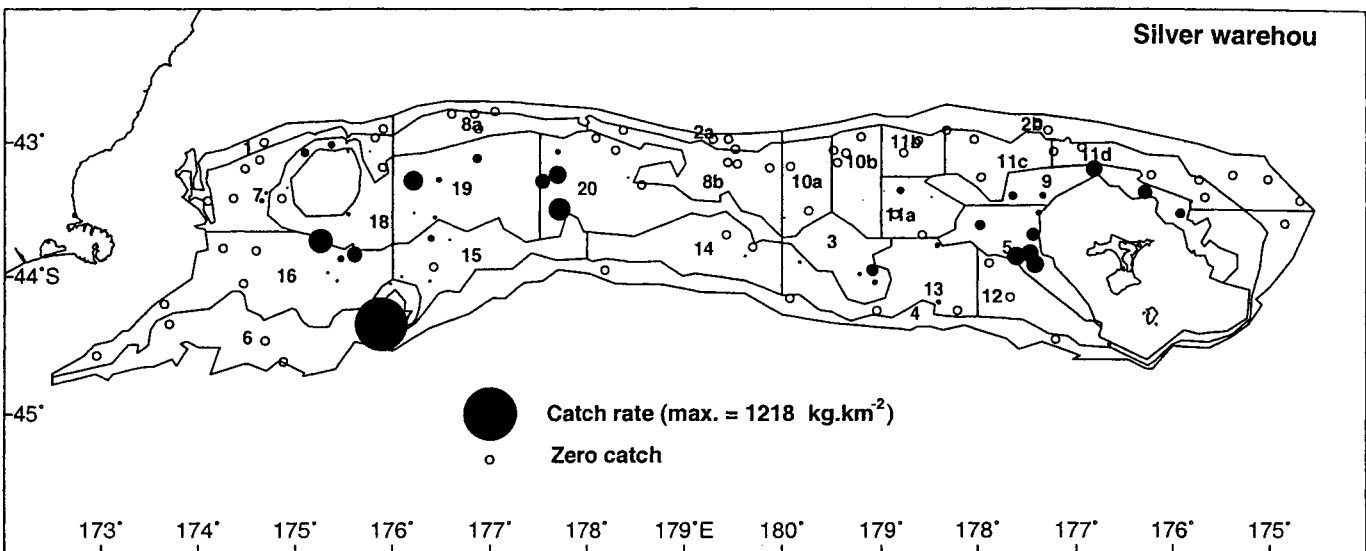 Silver warehou
43°
44°S
45°
1
8a
2a
10b
11b
2b
11c
11d
7
18
19
20
8b
10a
11a
9
16
15
14
3
5
13
12
6
4
Catch rate (max. = 1218 kg.km⁻²)
Zero catch
173° 174° 175° 176° 177° 178° 179°E 180° 179° 178° 177° 176° 175°